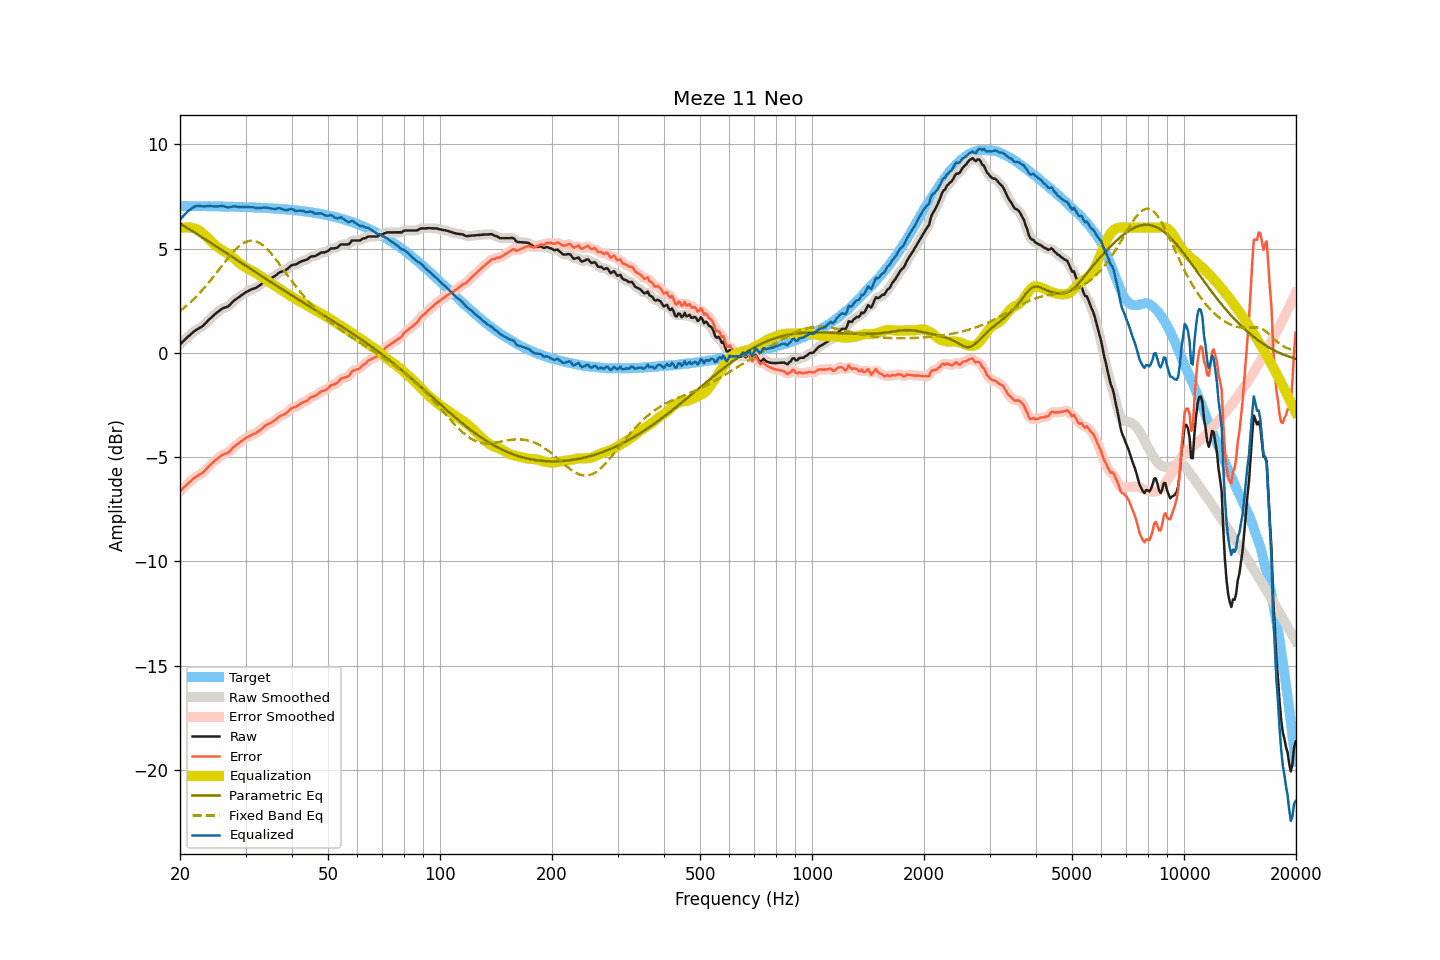 Meze 11 Neo
10
5
0
−5
−10
−15
−20
Amplitude (dBr)
Target
Raw Smoothed
Error Smoothed
Raw
Error
Equalization
Parametric Eq
Fixed Band Eq
Equalized
20 50 100 200 500 1000 2000 5000 10000 20000
Frequency (Hz)